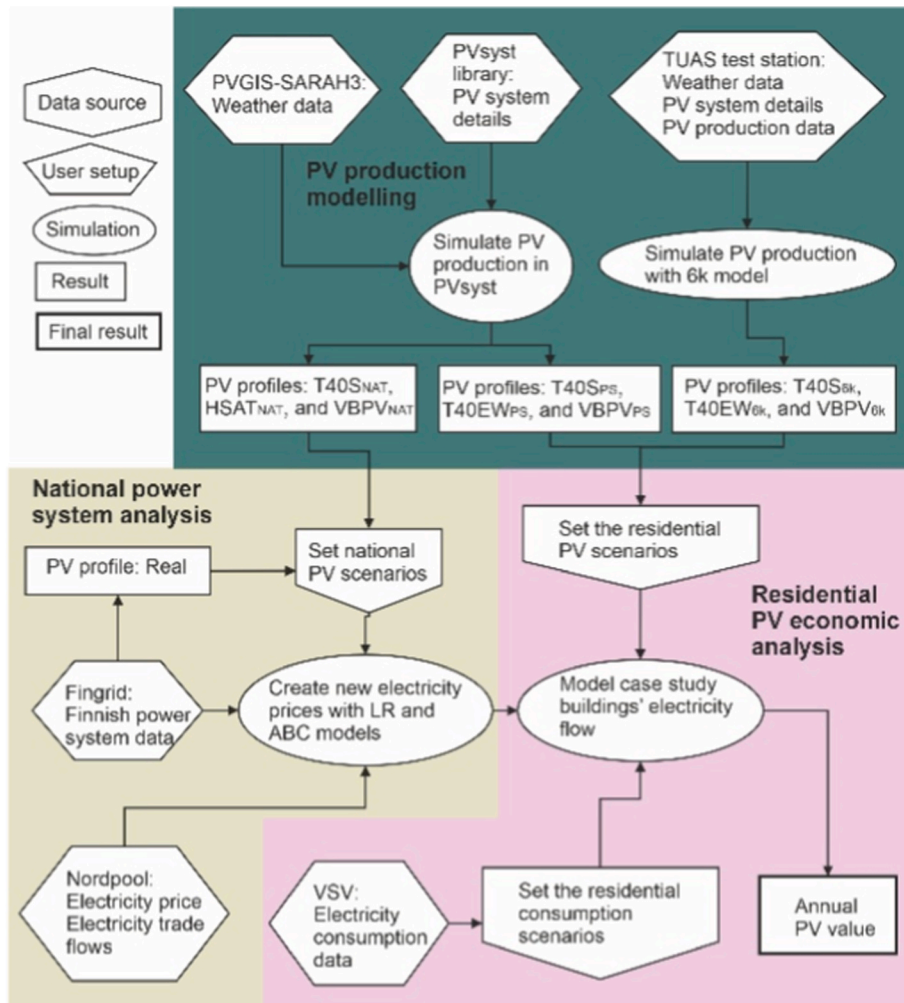 Data source
User setup
Simulation
Result
Final result
PVGIS-SARAH3:
Weather data
PVsyst
library:
PV system
details
TUAS test station:
Weather data
PV system details
PV production data
PV production
modelling
Simulate PV
production in
PVsyst
Simulate PV production
with 6k model
PV profiles: T40SNAT,
HSATNAT, and VBPVNAT
PV profiles: T40SPS,
T40EWPS, and VBPVPS
PV profiles: T40S6k,
T40EW6k, and VBPV6k
National power
system analysis
PV profile: Real
Set national
PV scenarios
Set the residential
PV scenarios
Residential
PV economic
analysis
Fingrid:
Finnish power
system data
Create new electricity
prices with LR and
ABC models
Model case study
buildings' electricity
flow
Nordpool:
Electricity price
Electricity trade
flows
VSV:
Electricity
consumption
data
Set the residential
consumption
scenarios
Annual
PV value